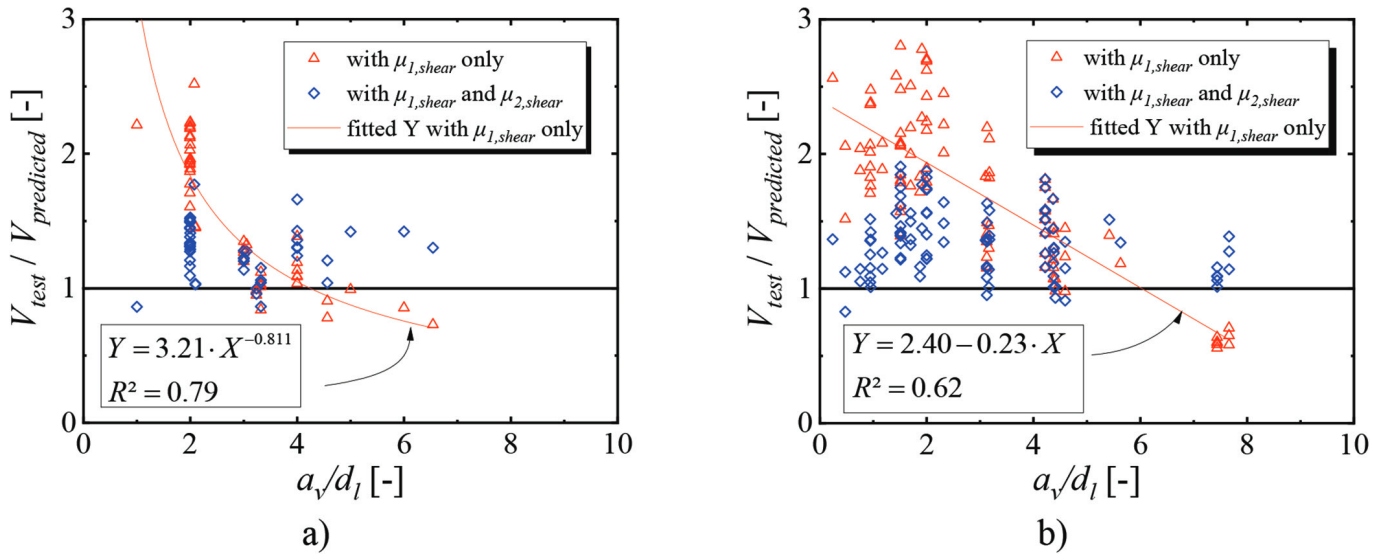 3
2
1
0
0
2
4
6
8
10
V_test / V_predicted [-]
a_v/d_l [-]
with μ_1,shear only
with μ_1,shear and μ_2,shear
fitted Y with μ_1,shear only
Y = 3.21 · X^−0.811
R² = 0.79
a)
3
2
1
0
0
2
4
6
8
10
V_test / V_predicted [-]
a_v/d_l [-]
with μ_1,shear only
with μ_1,shear and μ_2,shear
fitted Y with μ_1,shear only
Y = 2.40 − 0.23 · X
R² = 0.62
b)